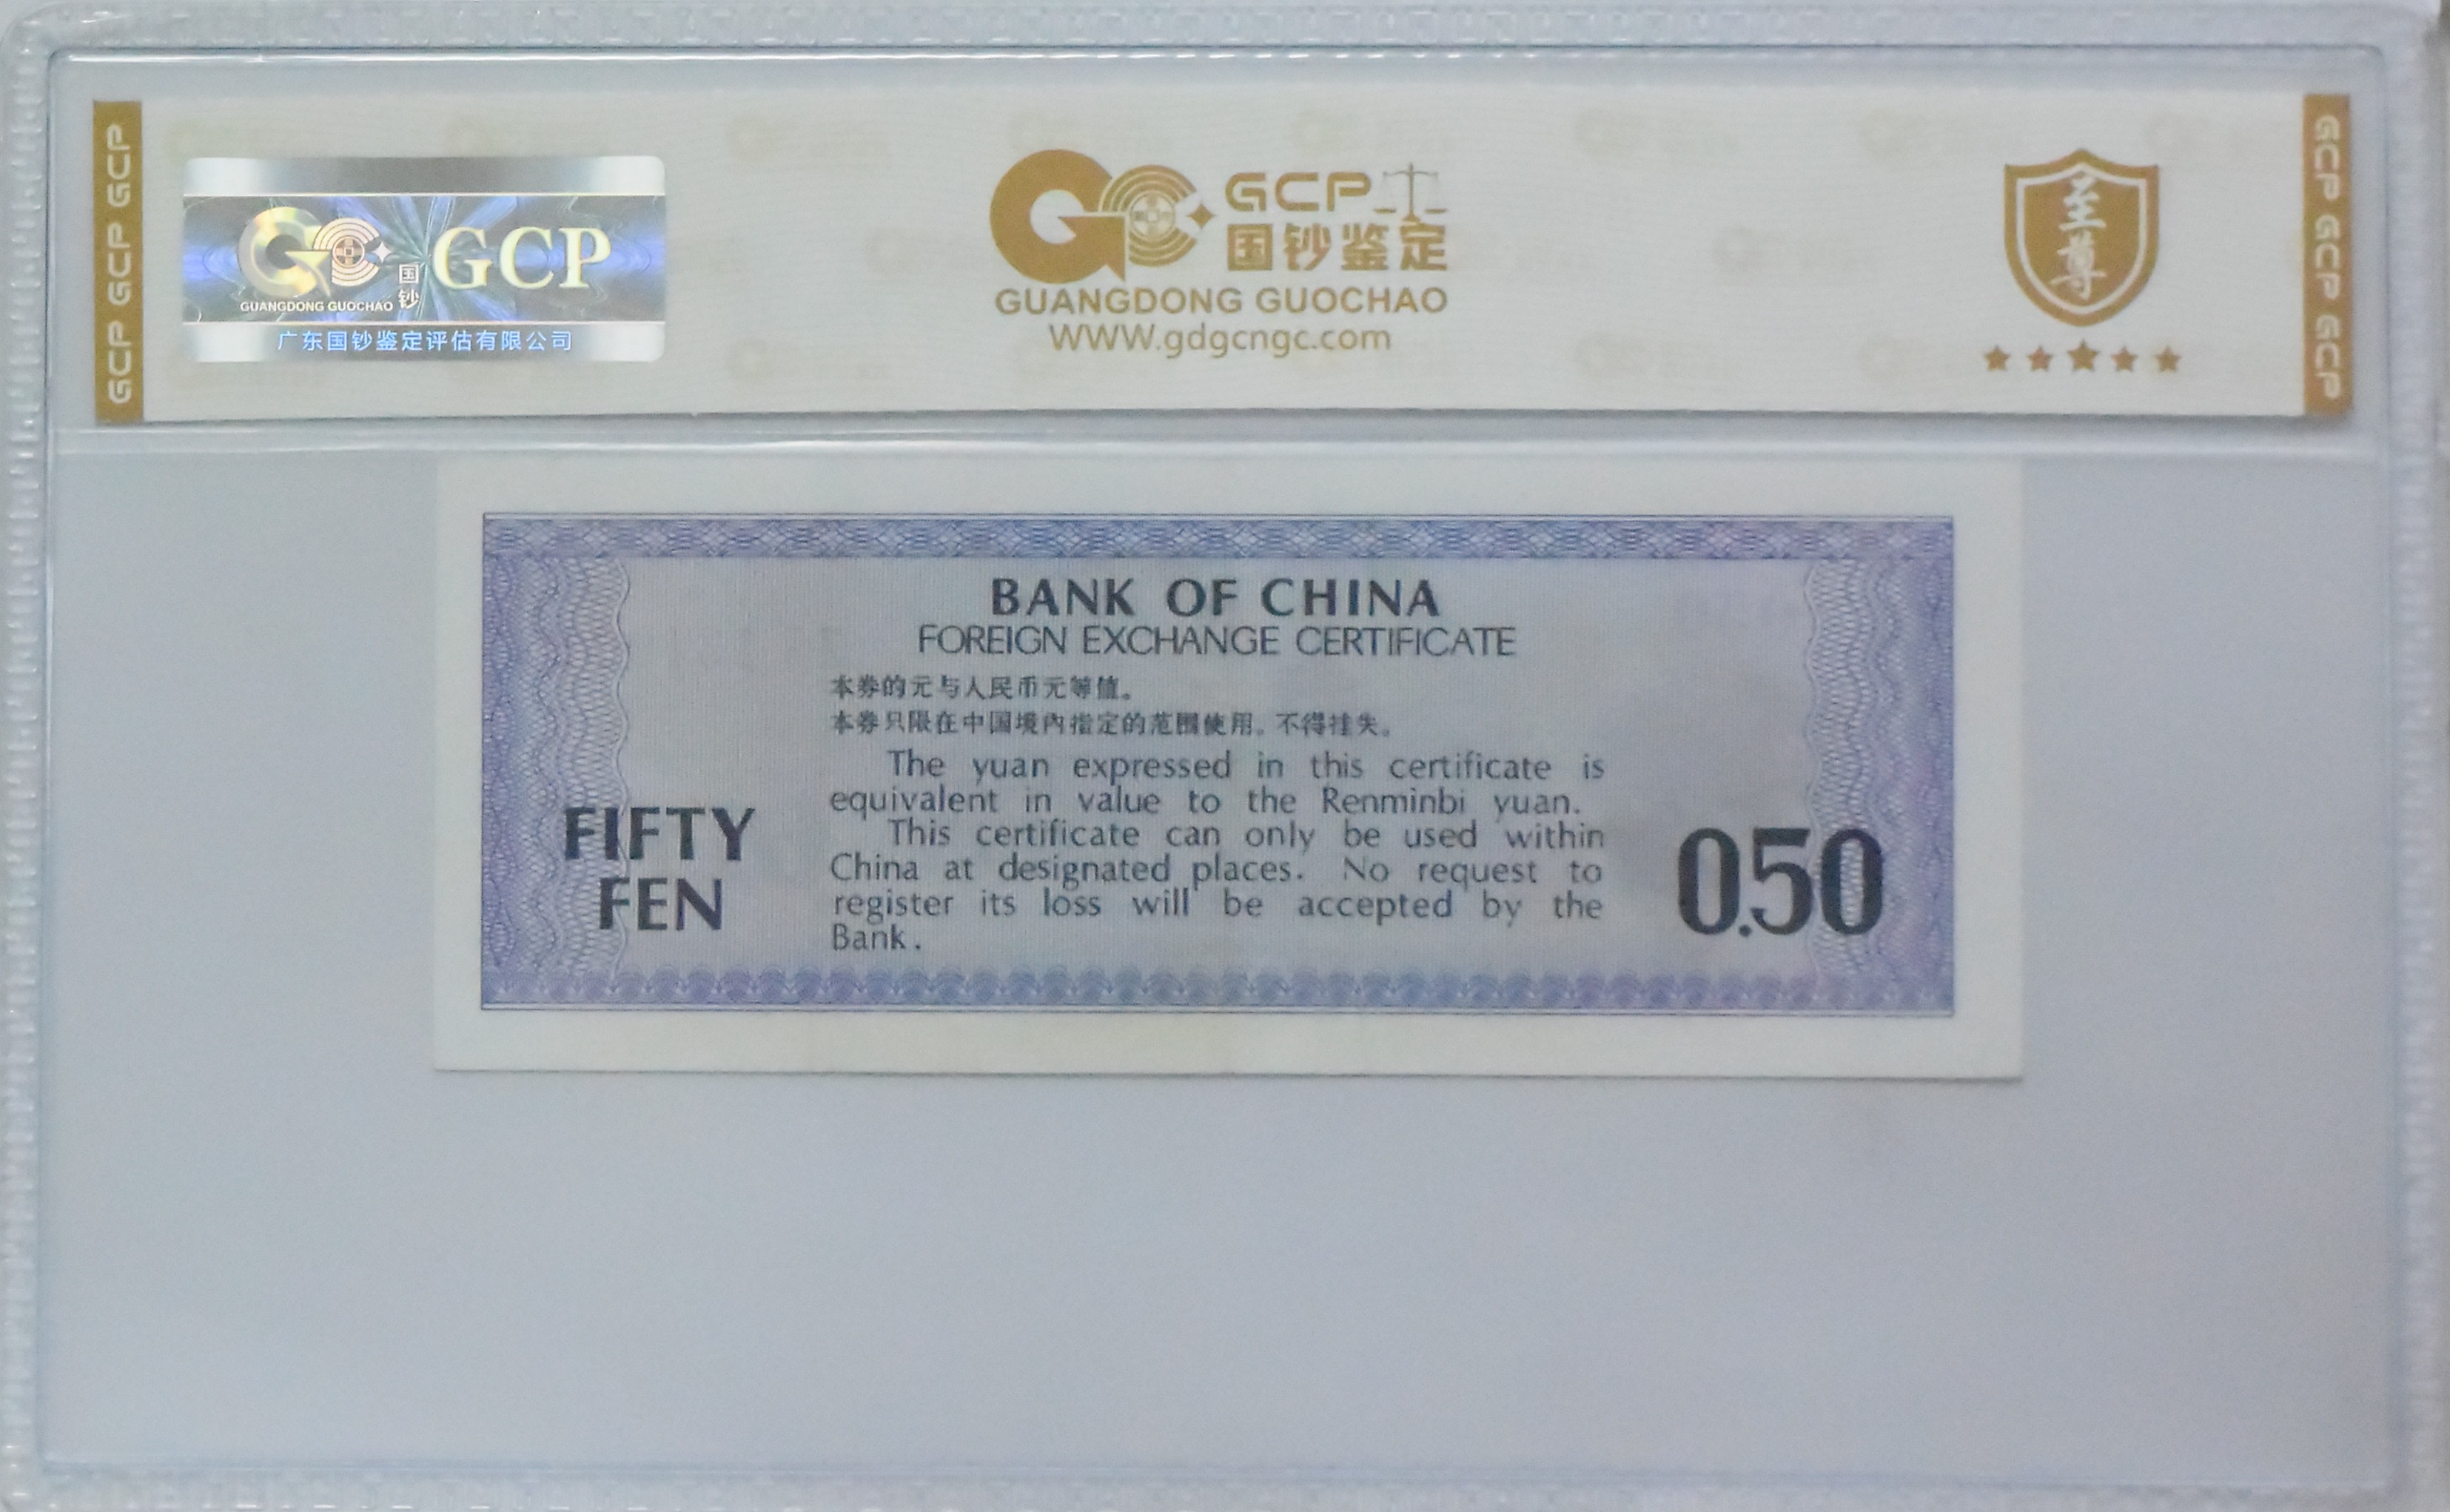 GCP GCP GCP
GCP
国钞
GUANGDONG GUOCHAO
广东国钞鉴定评估有限公司
GCP
国钞鉴定
GUANGDONG GUOCHAO
WWW.gdgcngc.com
至尊
GCP GCP GCP
BANK OF CHINA
FOREIGN EXCHANGE CERTIFICATE
本券的元与人民币元等值。
本券只限在中国境内指定的范围使用。不得挂失。
The yuan expressed in this certificate is
equivalent in value to the Renminbi yuan.
This certificate can only be used within
China at designated places. No request to
register its loss will be accepted by the
Bank.
FIFTY
FEN
0.50